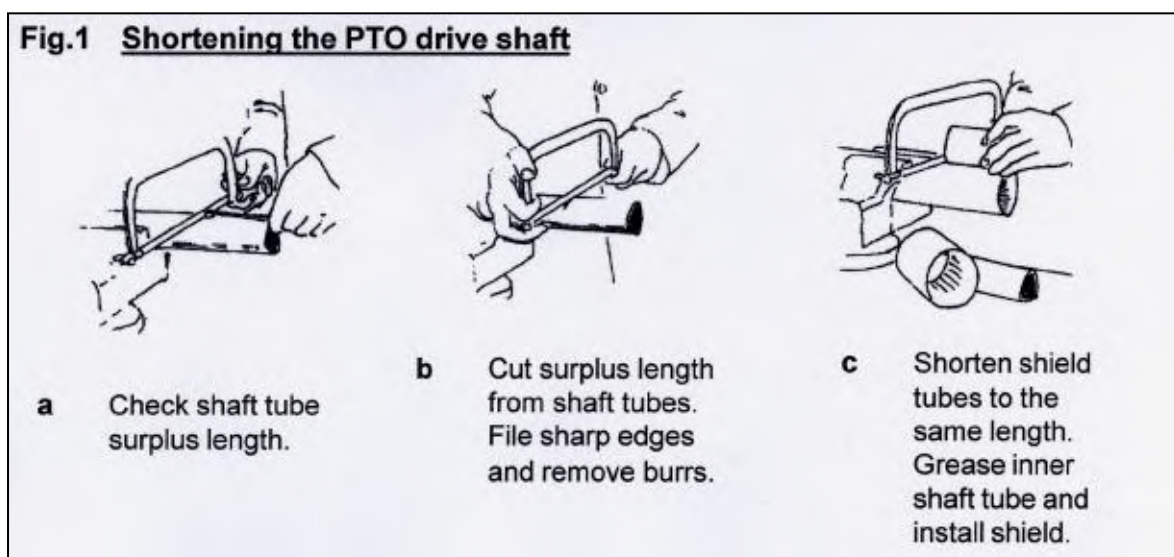 Fig.1 Shortening the PTO drive shaft
a Check shaft tube
surplus length.
b Cut surplus length
from shaft tubes.
File sharp edges
and remove burrs.
c Shorten shield
tubes to the
same length.
Grease inner
shaft tube and
install shield.